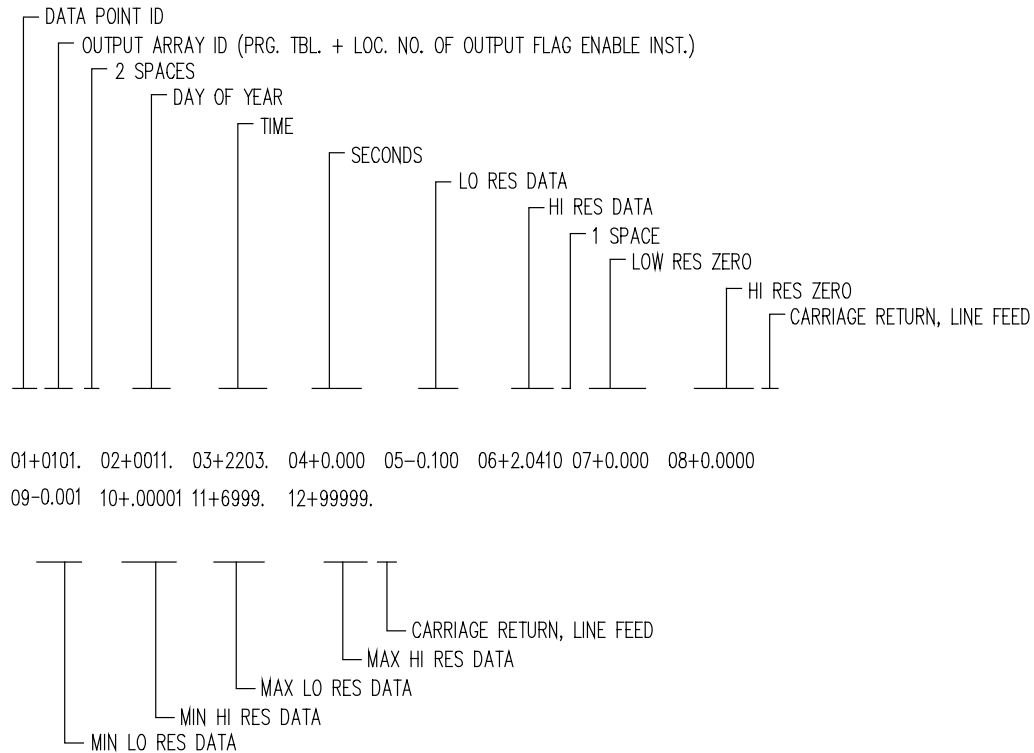 DATA POINT ID
OUTPUT ARRAY ID (PRG. TBL. + LOC. NO. OF OUTPUT FLAG ENABLE INST.)
2 SPACES
DAY OF YEAR
TIME
SECONDS
LO RES DATA
HI RES DATA
1 SPACE
LOW RES ZERO
HI RES ZERO
CARRIAGE RETURN, LINE FEED
01+0101. 02+0011. 03+2203. 04+0.000 05-0.100 06+2.0410 07+0.000 08+0.0000
09-0.001 10+.00001 11+6999. 12+99999.
CARRIAGE RETURN, LINE FEED
MAX HI RES DATA
MAX LO RES DATA
MIN HI RES DATA
MIN LO RES DATA